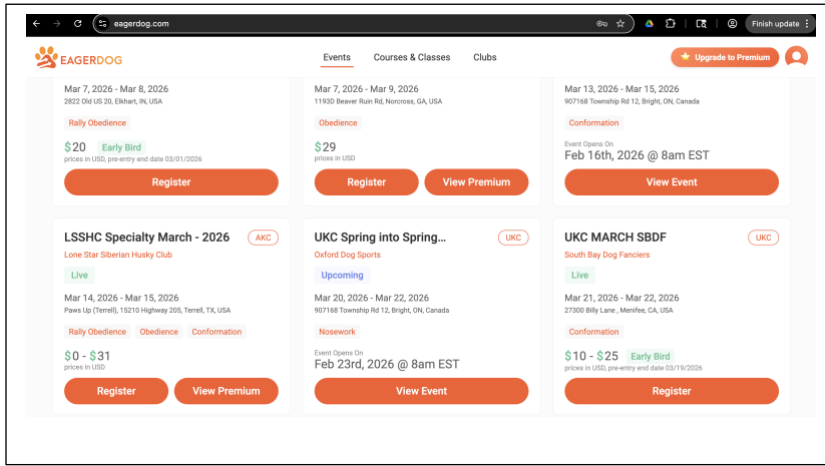 eagerdog.com
Finish update
EAGERDOG
Events Courses & Classes Clubs
Upgrade to Premium
Mar 7, 2026 - Mar 8, 2026
2822 Old US 20, Elkhart, IN, USA
Rally Obedience
$20 Early Bird
prices in USD, pre-entry end date 03/01/2026
Register
Mar 7, 2026 - Mar 9, 2026
1193D Beaver Ruin Rd, Norcross, GA, USA
Obedience
$29
prices in USD
Register View Premium
Mar 13, 2026 - Mar 15, 2026
907168 Township Rd 12, Bright, ON, Canada
Conformation
Event Opens On
Feb 16th, 2026 @ 8am EST
View Event
LSSHC Specialty March - 2026 AKC
Lone Star Siberian Husky Club
Live
Mar 14, 2026 - Mar 15, 2026
Paws Up (Terrell), 15210 Highway 205, Terrell, TX, USA
Rally Obedience Obedience Conformation
$0 - $31
prices in USD
Register View Premium
UKC Spring into Spring... UKC
Oxford Dog Sports
Upcoming
Mar 20, 2026 - Mar 22, 2026
907168 Township Rd 12, Bright, ON, Canada
Nosework
Event Opens On
Feb 23rd, 2026 @ 8am EST
View Event
UKC MARCH SBDF UKC
South Bay Dog Fanciers
Live
Mar 21, 2026 - Mar 22, 2026
27300 Billy Lane , Menifee, CA, USA
Conformation
$10 - $25 Early Bird
prices in USD, pre-entry end date 03/19/2026
Register